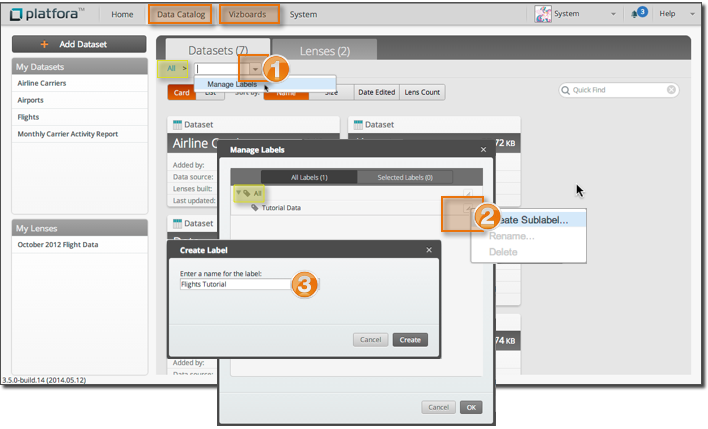 platfora™ Home Data Catalog Vizboards System System 3 Help
+ Add Dataset
Datasets (7) Lenses (2)
My Datasets
Airline Carriers
Airports
Flights
Monthly Carrier Activity Report
My Lenses
October 2012 Flight Data
All >
1
Manage Labels
Card List Sort by: Name Size Date Edited Lens Count
Quick Find
Dataset
Dataset
72 KB
Added by:
Data source:
Lenses built:
Last updated:
Dataset
Manage Labels
All Labels (1) Selected Labels (0)
All
Tutorial Data
2
Sublabel...
Rename...
Delete
Create Label
Enter a name for the label:
Flights Tutorial
3
Cancel Create
74 KB
Added by:
Data source:
Cancel OK
3.5.0-build.14 (2014.05.12)